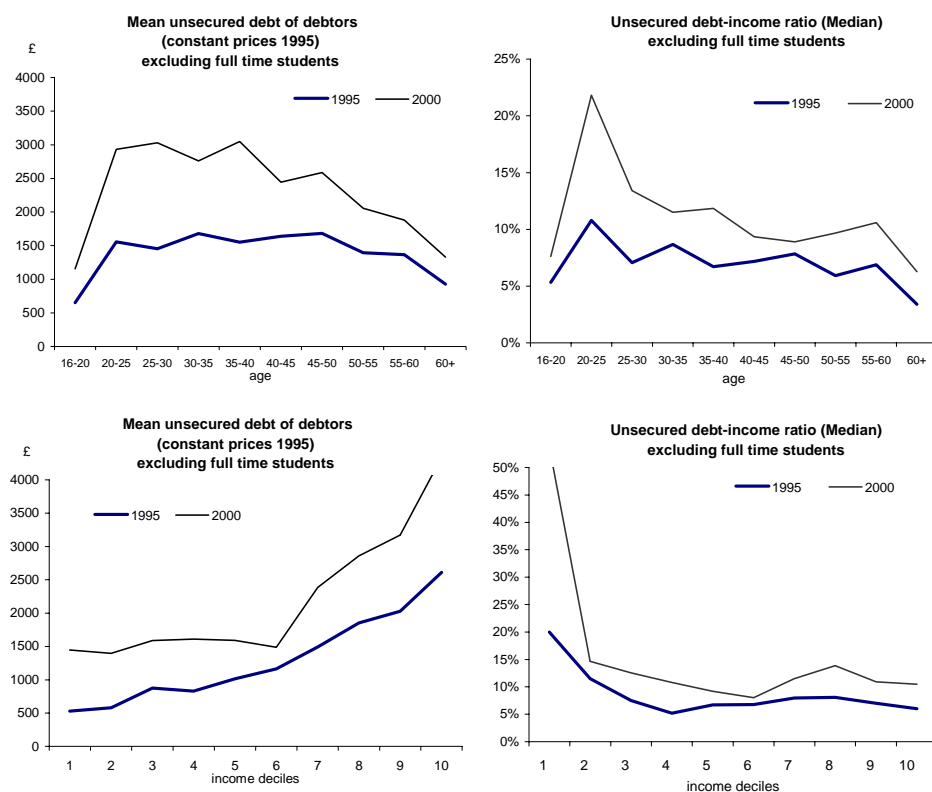 Mean unsecured debt of debtors
(constant prices 1995)
excluding full time students
£
4000
3500
3000
2500
2000
1500
1000
500
0
1995 2000
16-20 20-25 25-30 30-35 35-40 40-45 45-50 50-55 55-60 60+
age
Unsecured debt-income ratio (Median)
excluding full time students
25%
20%
15%
10%
5%
0%
1995 2000
16-20 20-25 25-30 30-35 35-40 40-45 45-50 50-55 55-60 60+
age
Mean unsecured debt of debtors
(constant prices 1995)
excluding full time students
£
4000
3500
3000
2500
2000
1500
1000
500
0
1995 2000
1 2 3 4 5 6 7 8 9 10
income deciles
Unsecured debt-income ratio (Median)
excluding full time students
50%
45%
40%
35%
30%
25%
20%
15%
10%
5%
0%
1995 2000
1 2 3 4 5 6 7 8 9 10
income deciles